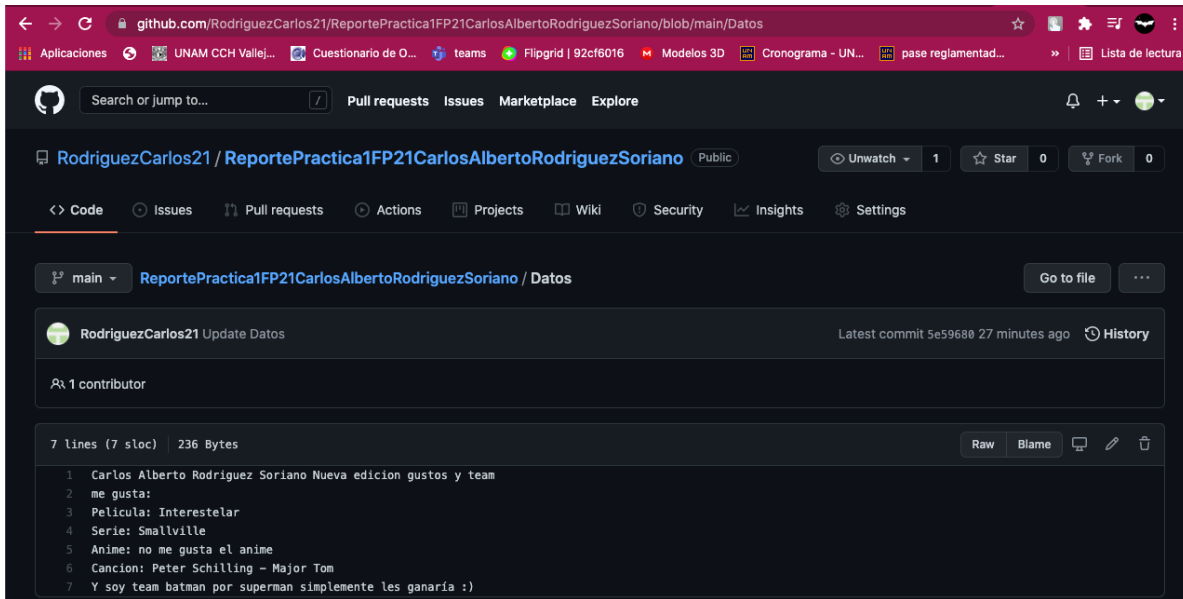 github.com/RodriguezCarlos21/ReportePractica1FP21CarlosAlbertoRodriguezSoriano/blob/main/Datos
Aplicaciones UNAM CCH Vallej... Cuestionario de O... teams Flipgrid | 92cf6016 Modelos 3D Cronograma - UN... pase reglamentad... » Lista de lectura
Search or jump to... / Pull requests Issues Marketplace Explore
RodriguezCarlos21 / ReportePractica1FP21CarlosAlbertoRodriguezSoriano Public Unwatch 1 Star 0 Fork 0
<> Code Issues Pull requests Actions Projects Wiki Security Insights Settings
main ReportePractica1FP21CarlosAlbertoRodriguezSoriano / Datos Go to file ...
RodriguezCarlos21 Update Datos Latest commit 5e59680 27 minutes ago History
1 contributor
7 lines (7 sloc) 236 Bytes Raw Blame
1 Carlos Alberto Rodriguez Soriano Nueva edicion gustos y team
2 me gusta:
3 Pelicula: Interestelar
4 Serie: Smallville
5 Anime: no me gusta el anime
6 Cancion: Peter Schilling – Major Tom
7 Y soy team batman por superman simplemente les ganaría :)